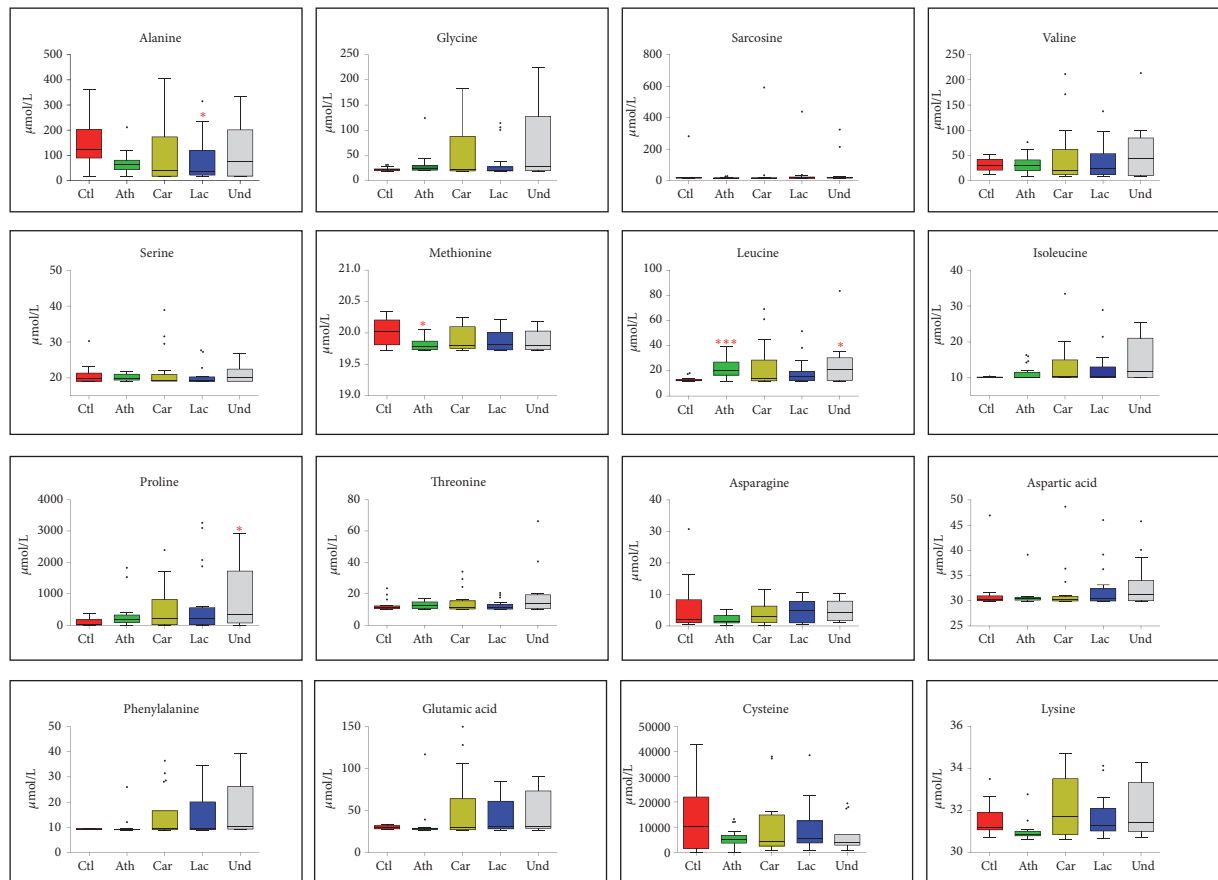 Alanine
500
400
300
200
100
0
μmol/L
*
Ctl Ath Car Lac Und
Glycine
250
200
150
100
50
0
μmol/L
Ctl Ath Car Lac Und
Sarcosine
800
600
400
200
0
μmol/L
Ctl Ath Car Lac Und
Valine
250
200
150
100
50
0
μmol/L
Ctl Ath Car Lac Und
Serine
50
40
30
20
μmol/L
Ctl Ath Car Lac Und
Methionine
21.0
20.5
20.0
19.5
19.0
μmol/L
*
Ctl Ath Car Lac Und
Leucine
100
80
60
40
20
0
μmol/L
***
*
Ctl Ath Car Lac Und
Isoleucine
40
30
20
10
μmol/L
Ctl Ath Car Lac Und
Proline
4000
3000
2000
1000
0
μmol/L
*
Ctl Ath Car Lac Und
Threonine
80
60
40
20
0
μmol/L
Ctl Ath Car Lac Und
Asparagine
40
30
20
10
0
μmol/L
Ctl Ath Car Lac Und
Aspartic acid
50
45
40
35
30
25
μmol/L
Ctl Ath Car Lac Und
Phenylalanine
50
40
30
20
10
0
μmol/L
Ctl Ath Car Lac Und
Glutamic acid
150
100
50
0
μmol/L
Ctl Ath Car Lac Und
Cysteine
50000
40000
30000
20000
10000
0
μmol/L
Ctl Ath Car Lac Und
Lysine
36
34
32
30
μmol/L
Ctl Ath Car Lac Und